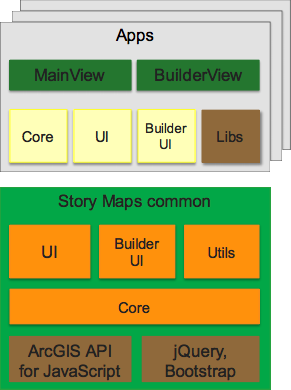 Apps
MainView BuilderView
Core UI Builder UI Libs
Story Maps common
UI Builder UI Utils
Core
ArcGIS API jQuery,
for JavaScript Bootstrap